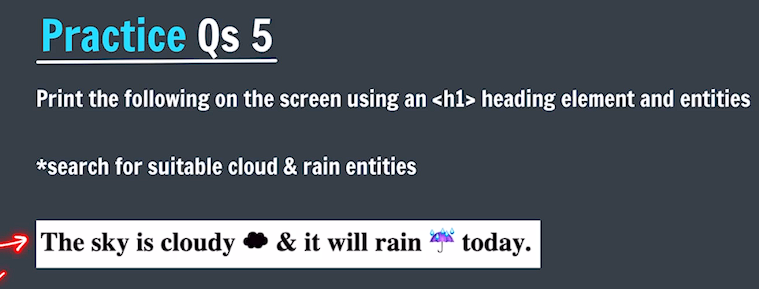 Practice Qs 5
Print the following on the screen using an <h1> heading element and entities
*search for suitable cloud & rain entities
The sky is cloudy ☁ & it will rain ☔ today.